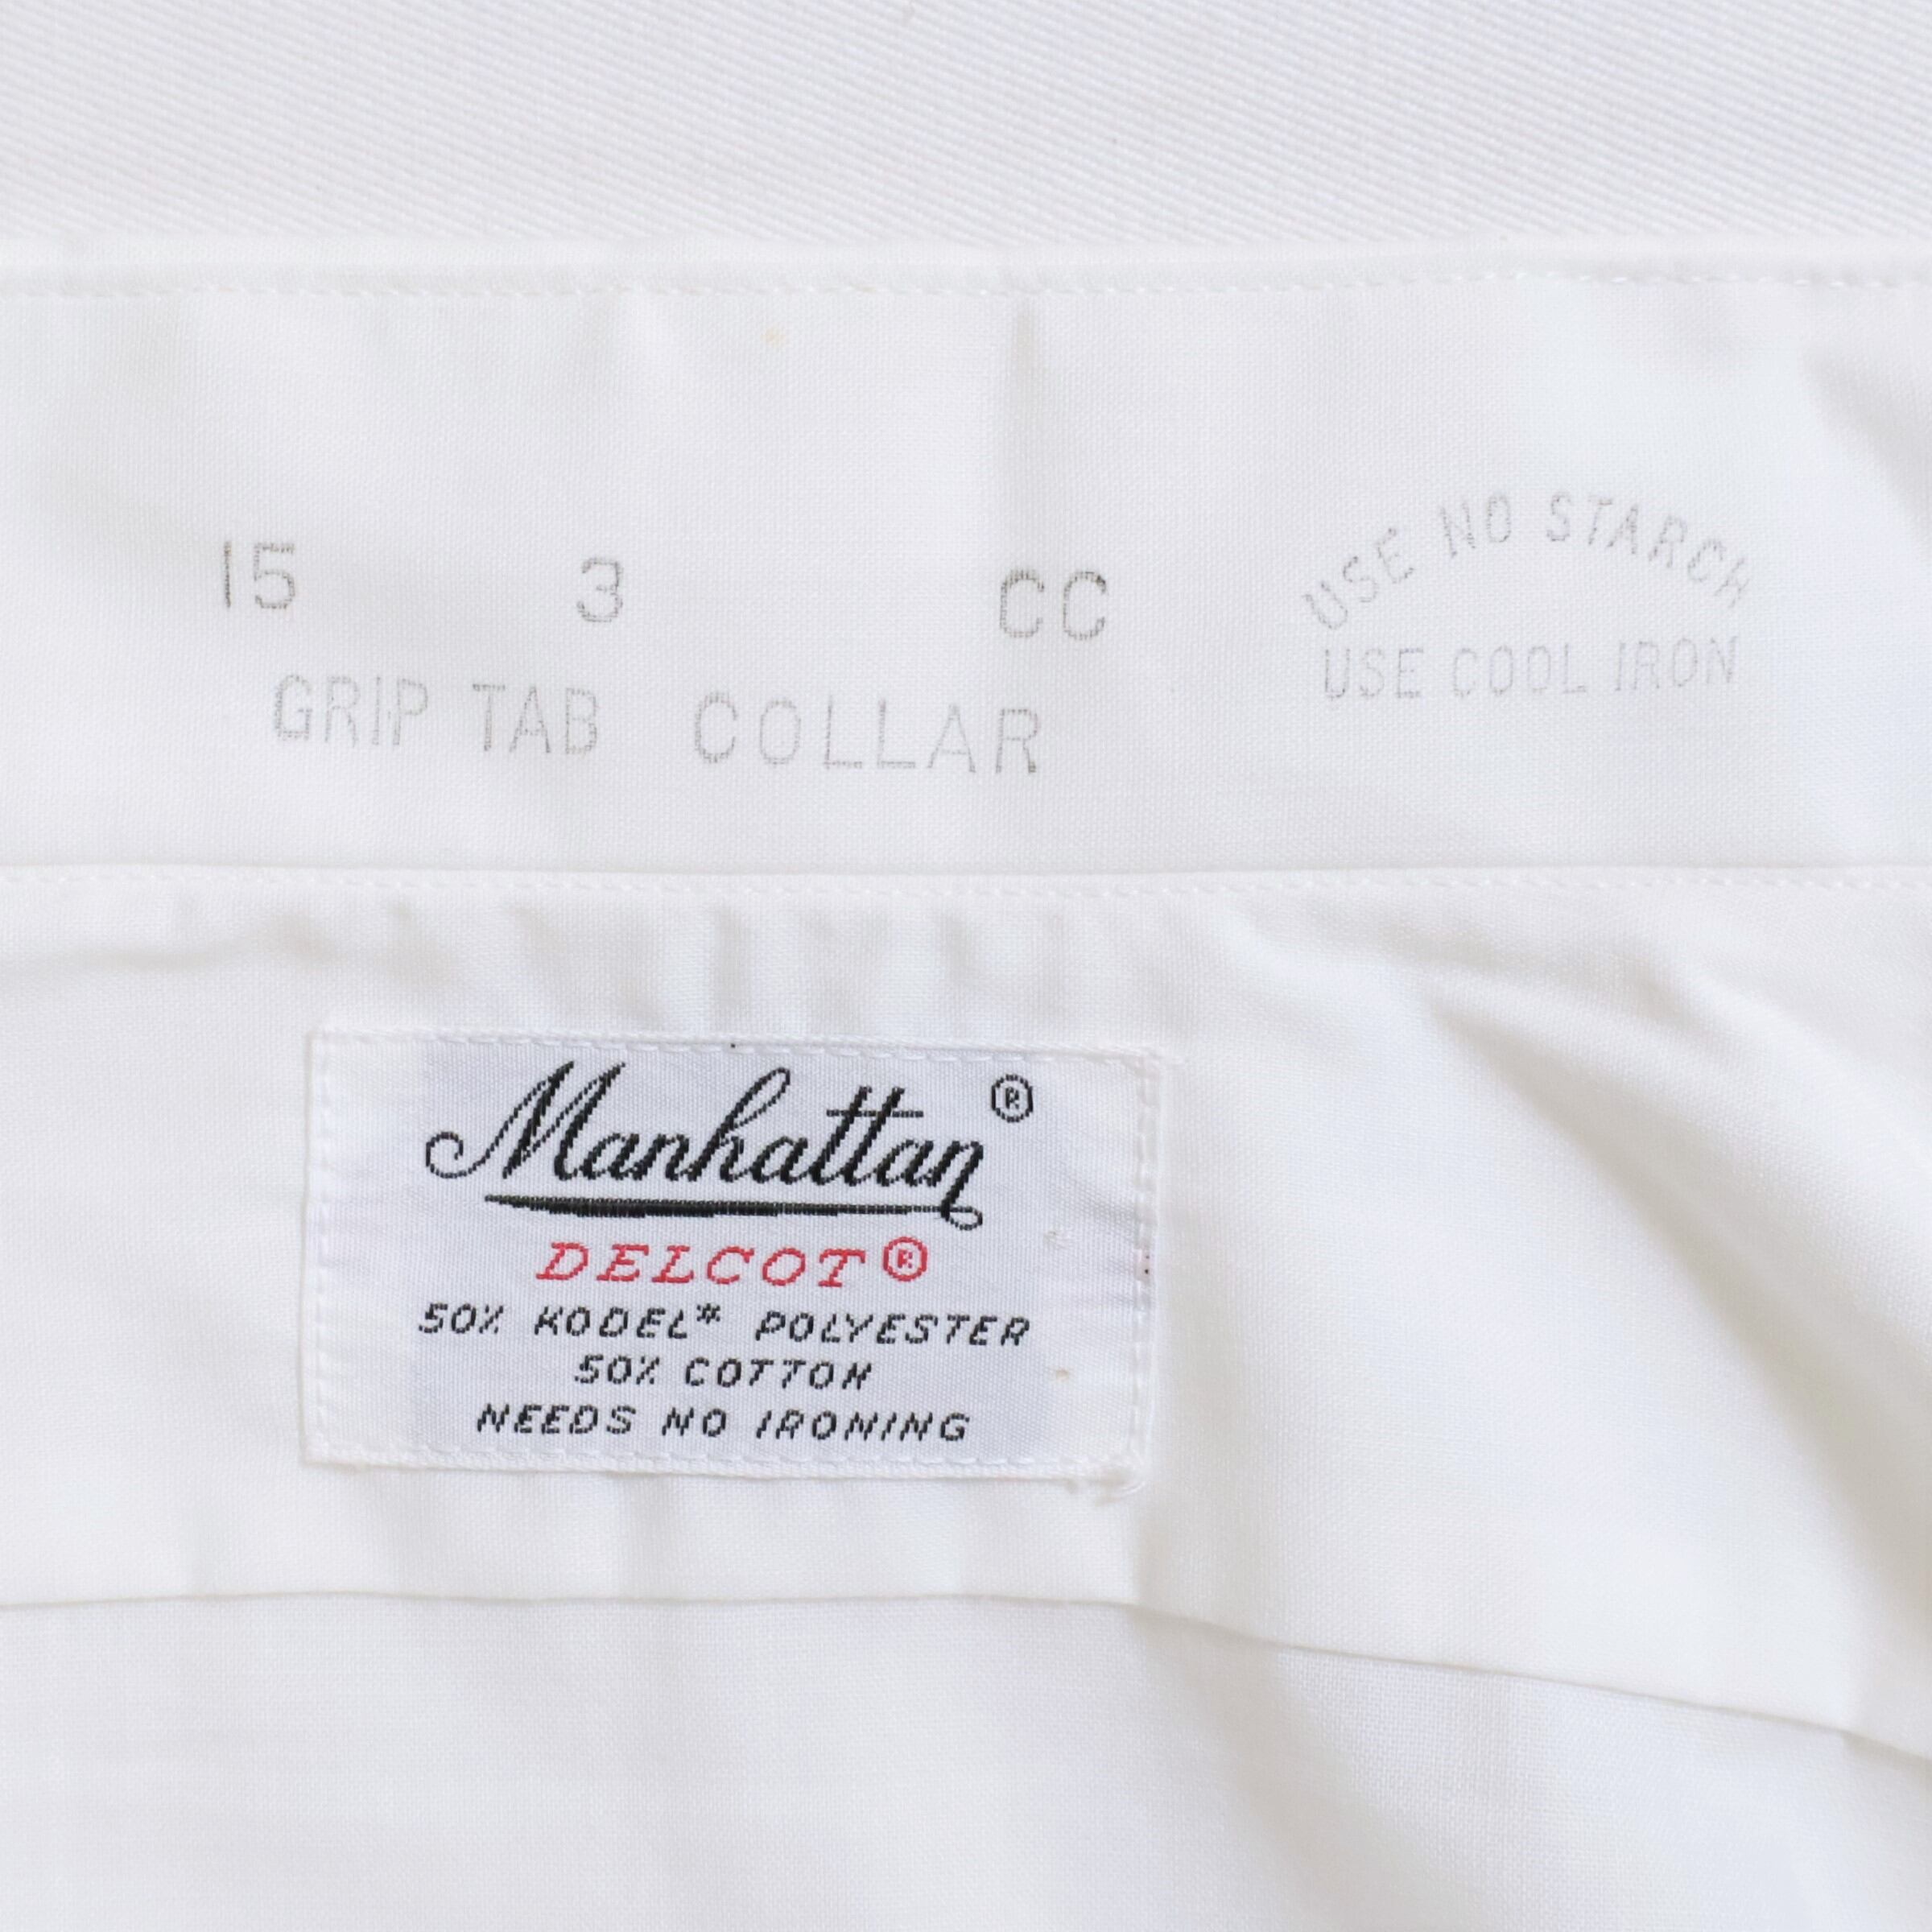 15 3 CC
GRIP TAB COLLAR
USE NO STARCH
USE COOL IRON
Manhattan®
DELCOT®
50% KODEL* POLYESTER
50% COTTON
NEEDS NO IRONING